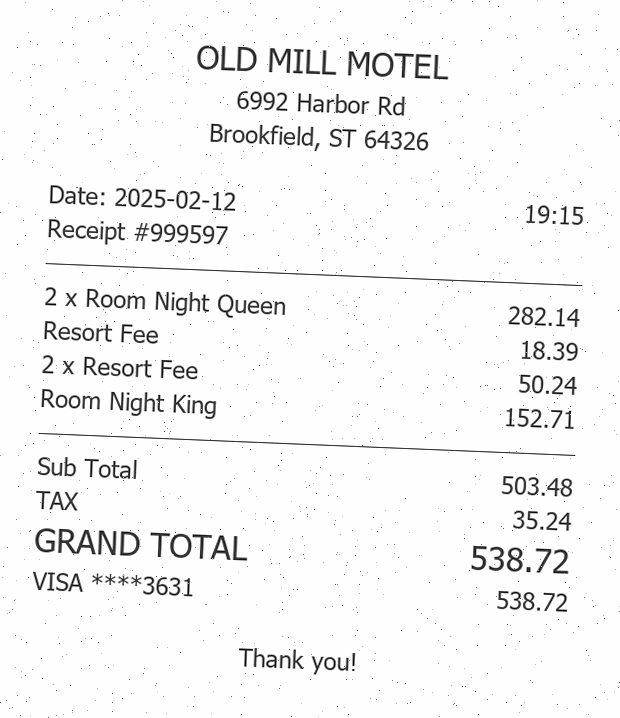 OLD MILL MOTEL
6992 Harbor Rd
Brookfield, ST 64326
Date: 2025-02-12 19:15
Receipt #999597
2 x Room Night Queen 282.14
Resort Fee 18.39
2 x Resort Fee 50.24
Room Night King 152.71
Sub Total 503.48
TAX 35.24
GRAND TOTAL 538.72
VISA ****3631 538.72
Thank you!